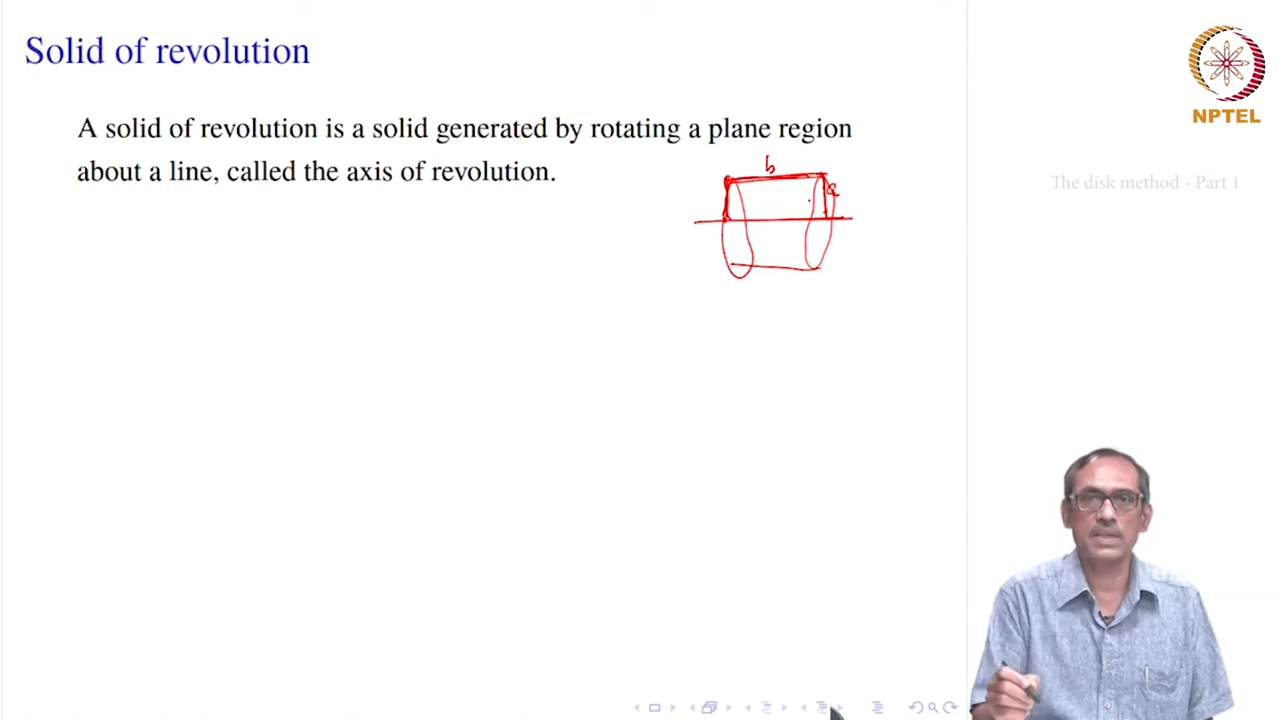 Solid of revolution
NPTEL
A solid of revolution is a solid generated by rotating a plane region
about a line, called the axis of revolution.
b
a
The disk method - Part 1